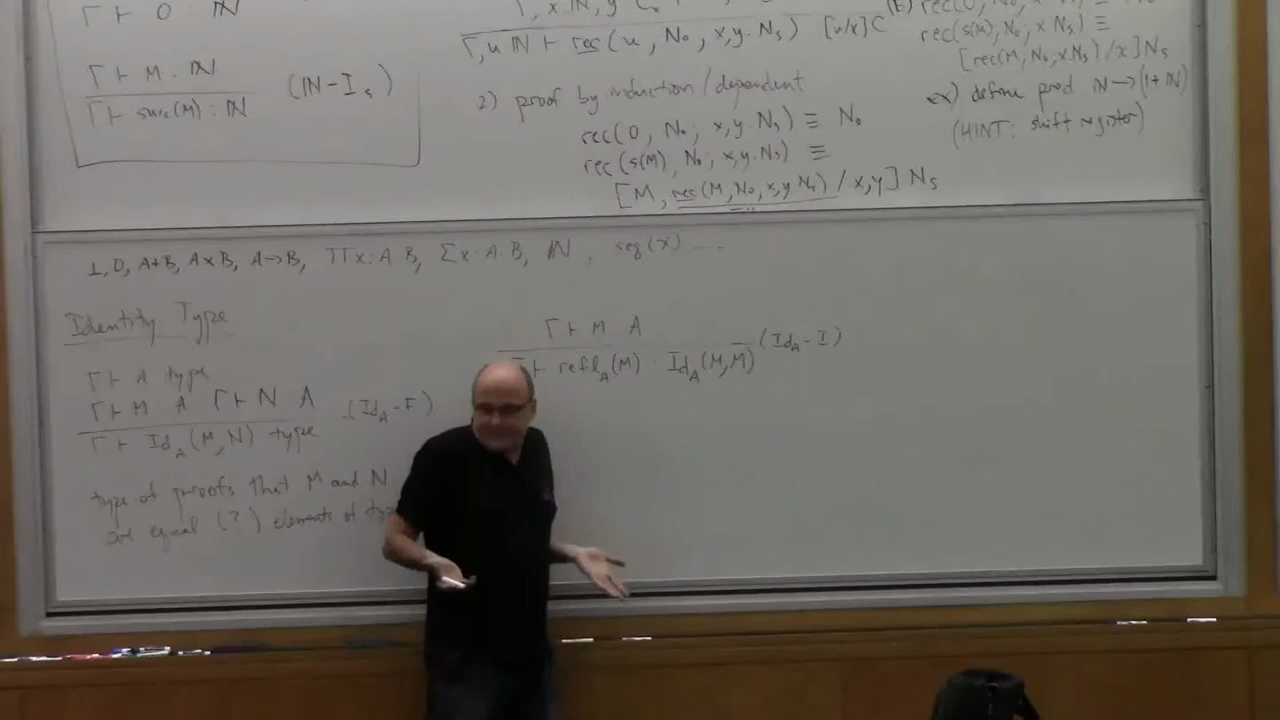 Γ ⊢ 0 : ℕ
Γ ⊢ M : ℕ
Γ ⊢ succ(M) : ℕ
(ℕ-I_s)
Γ, x:ℕ, y
Γ, u:ℕ ⊢ rec(u, N₀, x,y.N_s) : [u/x]C
2) proof by induction/dependent
rec(0, N₀; x,y.N_s) ≡ N₀
rec(s(M), N₀; x,y.N_s) ≡
[M, rec(M,N₀,x,y.N_s) / x,y] N_s
rec(s(M), N₀; x.N_s) ≡
[rec(M, N₀,x.N_s)/x] N_s
ex) define pred ℕ → (1+ℕ)
(HINT: shift register)
1, 0, A+B, A×B, A→B, Πx:A.B, Σx:A.B, ℕ, seq(x) ....
Identity Type
Γ ⊢ A type
Γ ⊢ M : A Γ ⊢ N : A
Γ ⊢ Id_A(M,N) type
(Id_A-F)
type of proofs that M and N
are equal (?) elements of
Γ ⊢ M : A
Γ ⊢ refl_A(M) : Id_A(M,M)
(Id_A-I)